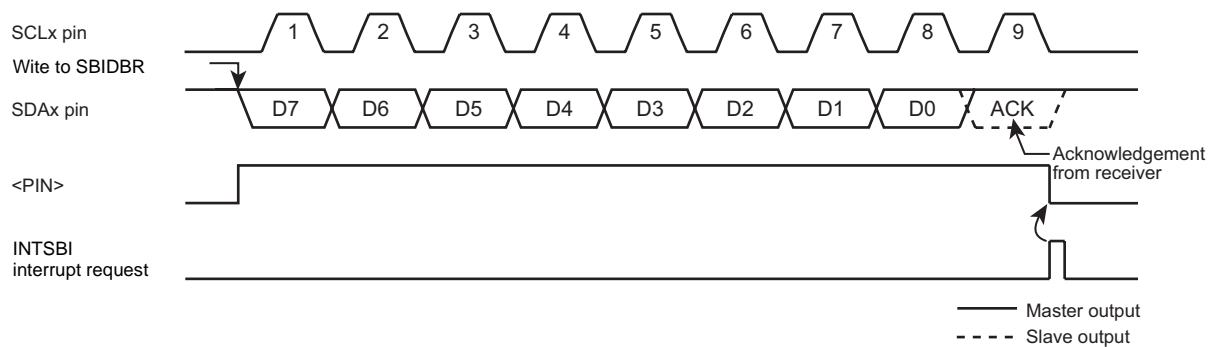 SCLx pin
1 2 3 4 5 6 7 8 9
Wite to SBIDBR
SDAx pin
D7 D6 D5 D4 D3 D2 D1 D0 ACK
Acknowledgement
from receiver
<PIN>
INTSBI
interrupt request
Master output
Slave output